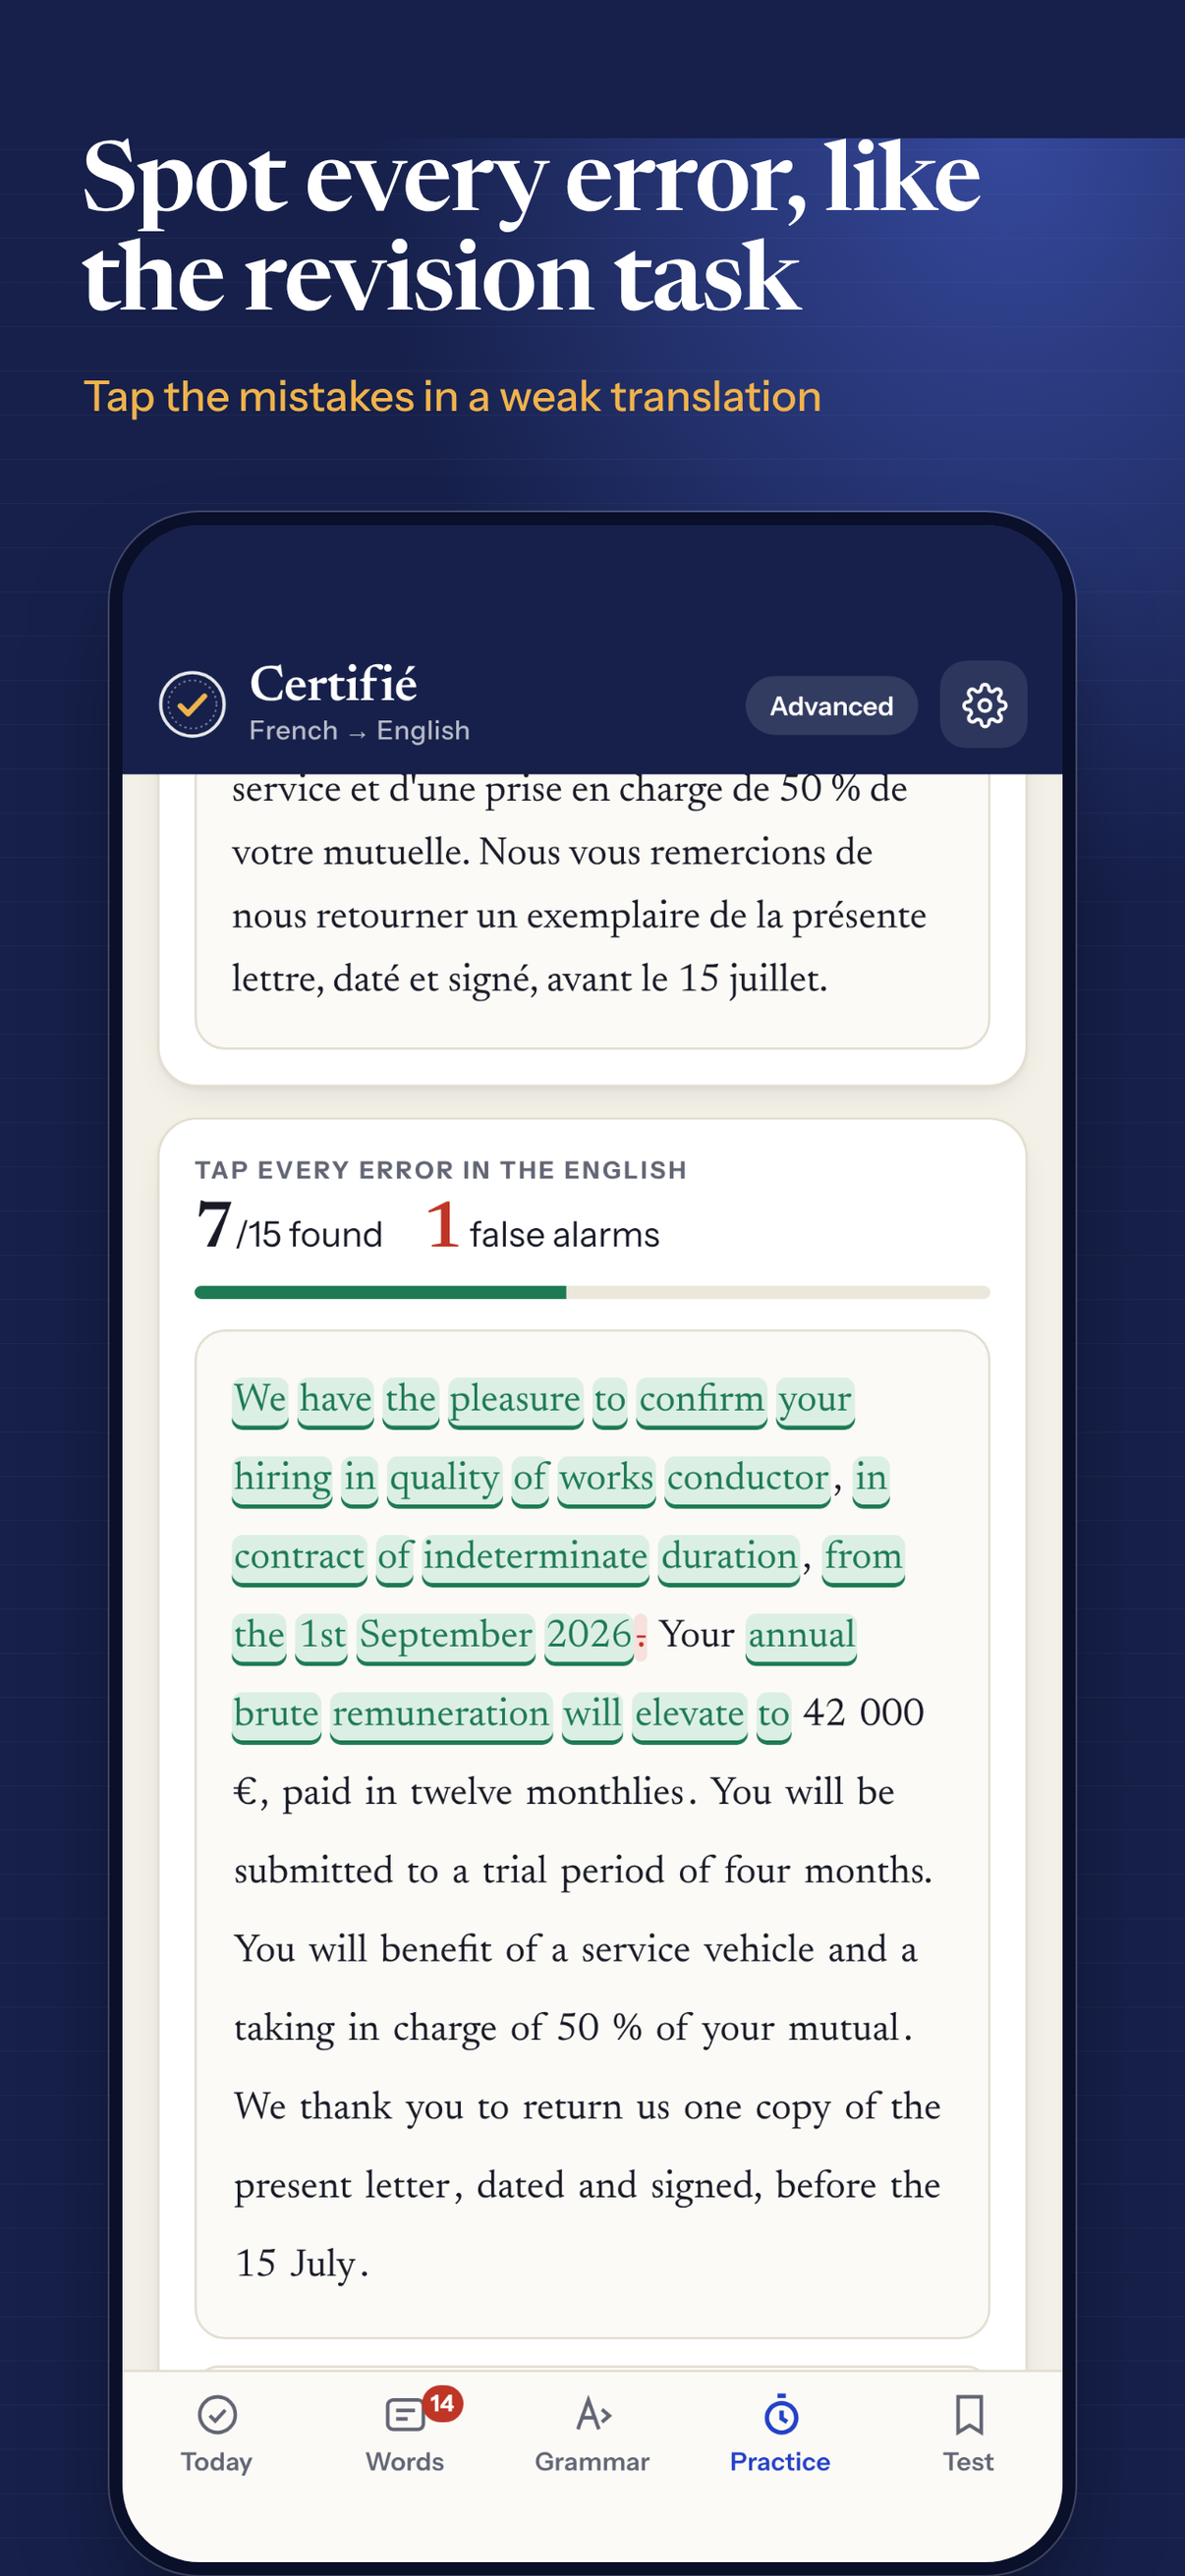 Spot every error, like
the revision task
Tap the mistakes in a weak translation
Certifié
French → English
Advanced
service et d'une prise en charge de 50 % de
votre mutuelle. Nous vous remercions de
nous retourner un exemplaire de la présente
lettre, daté et signé, avant le 15 juillet.
TAP EVERY ERROR IN THE ENGLISH
7/15 found 1 false alarms
We have the pleasure to confirm your
hiring in quality of works conductor, in
contract of indeterminate duration, from
the 1st September 2026. Your annual
brute remuneration will elevate to 42 000
€, paid in twelve monthlies. You will be
submitted to a trial period of four months.
You will benefit of a service vehicle and a
taking in charge of 50 % of your mutual.
We thank you to return us one copy of the
present letter, dated and signed, before the
15 July.
14
Today
Words
Grammar
Practice
Test